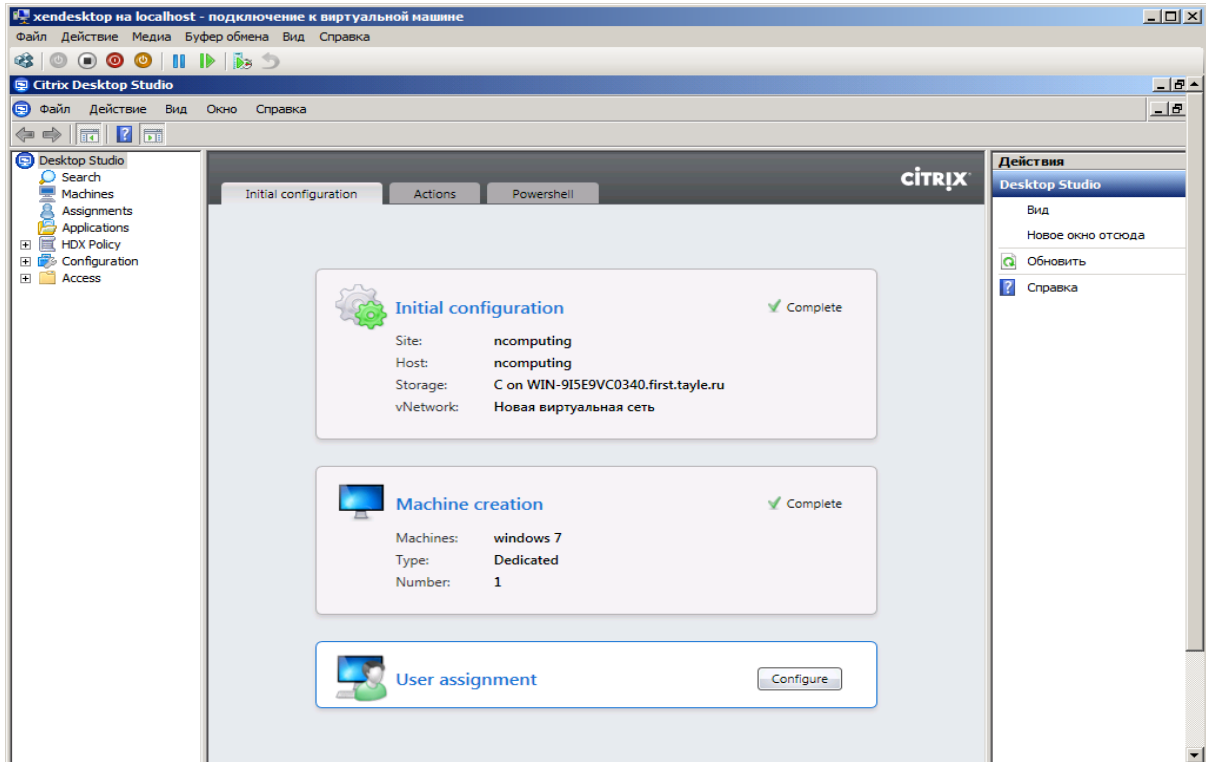 xendesktop на localhost - подключение к виртуальной машине
Файл Действие Медиа Буфер обмена Вид Справка
Citrix Desktop Studio
Файл Действие Вид Окно Справка
Desktop Studio
Search
Machines
Assignments
Applications
HDX Policy
Configuration
Access
Initial configuration Actions Powershell
CITRIX
Initial configuration Complete
Site: ncomputing
Host: ncomputing
Storage: C on WIN-9I5E9VC0340.first.tayle.ru
vNetwork: Новая виртуальная сеть
Machine creation Complete
Machines: windows 7
Type: Dedicated
Number: 1
User assignment Configure
Действия
Desktop Studio
Вид
Новое окно отсюда
Обновить
Справка